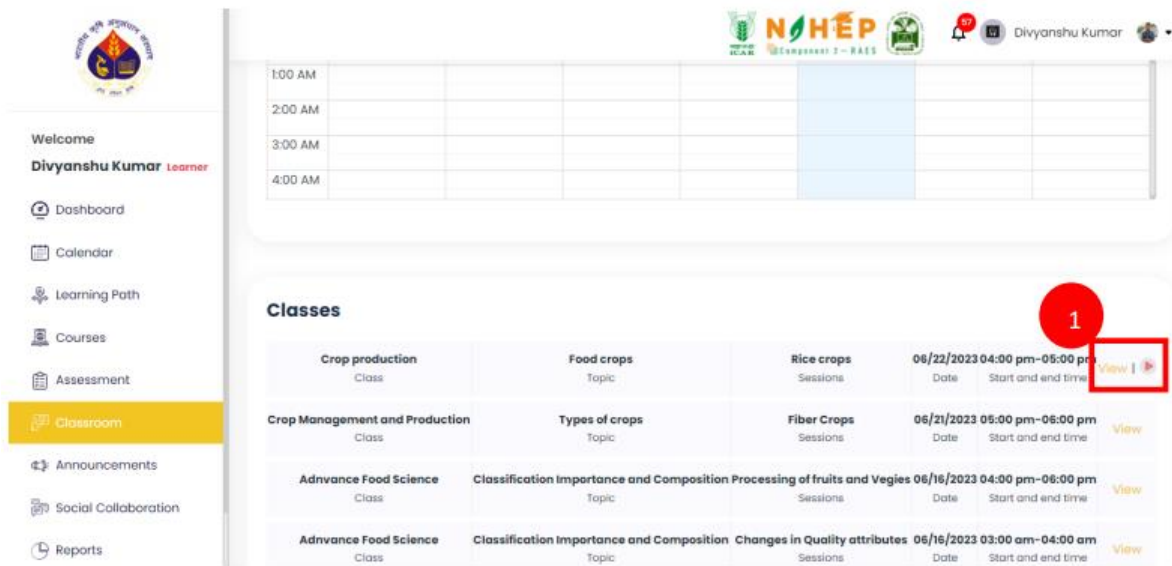 NAHEP
ICAR
Component 2 – RAES
57
Divyanshu Kumar
1:00 AM
2:00 AM
3:00 AM
4:00 AM
Welcome
Divyanshu Kumar Learner
Dashboard
Calendar
Learning Path
Courses
Assessment
Classroom
Announcements
Social Collaboration
Reports
Classes
1
Crop production Food crops Rice crops 06/22/2023 04:00 pm-05:00 pm View |
Class Topic Sessions Date Start and end time
Crop Management and Production Types of crops Fiber Crops 06/21/2023 05:00 pm-06:00 pm View
Class Topic Sessions Date Start and end time
Adnvance Food Science Classification Importance and Composition Processing of fruits and Vegies 06/16/2023 04:00 pm-06:00 pm View
Class Topic Sessions Date Start and end time
Adnvance Food Science Classification Importance and Composition Changes in Quality attributes 06/16/2023 03:00 am-04:00 am View
Class Topic Sessions Date Start and end time